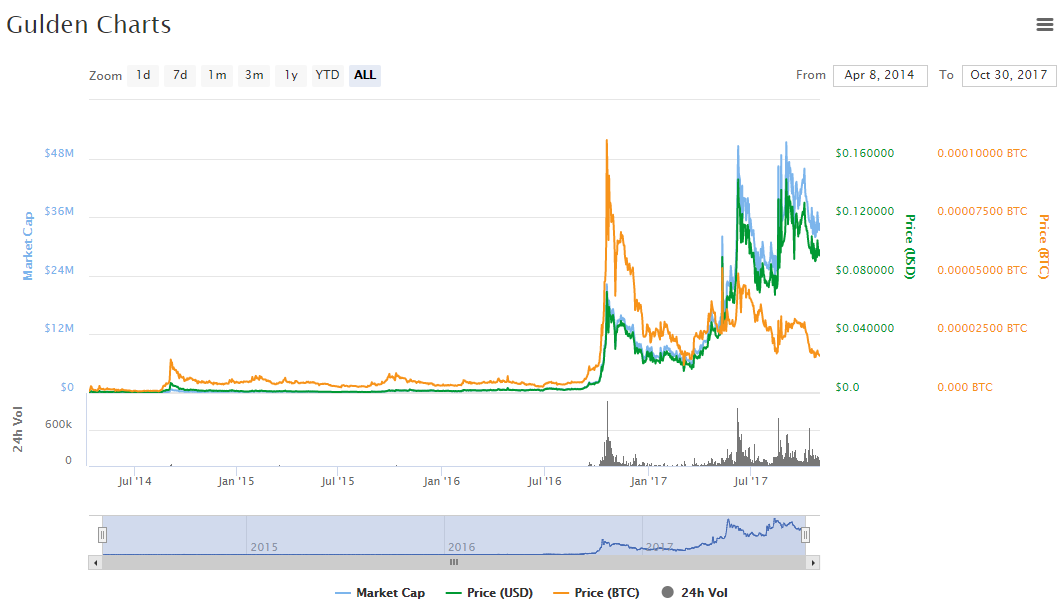 Gulden Charts
Zoom 1d 7d 1m 3m 1y YTD ALL From Apr 8, 2014 To Oct 30, 2017
$48M $0.160000 0.00010000 BTC
$36M $0.120000 0.00007500 BTC
Market Cap Price (USD) Price (BTC)
$24M $0.080000 0.00005000 BTC
$12M $0.040000 0.00002500 BTC
$0 $0.0 0.000 BTC
24h Vol
600k
0
Jul '14 Jan '15 Jul '15 Jan '16 Jul '16 Jan '17 Jul '17
2015 2016 2017
Market Cap Price (USD) Price (BTC) 24h Vol